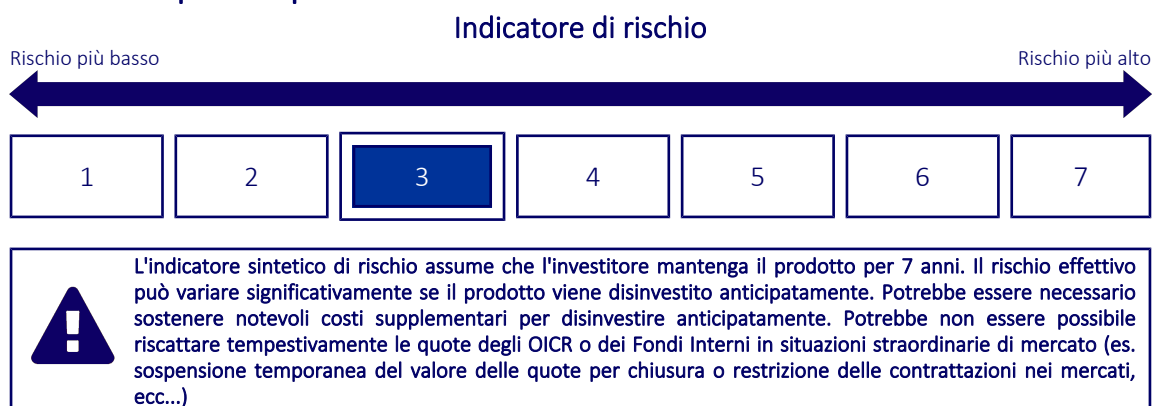 Indicatore di rischio
Rischio più basso Rischio più alto
1 2 3 4 5 6 7
L'indicatore sintetico di rischio assume che l'investitore mantenga il prodotto per 7 anni. Il rischio effettivo
può variare significativamente se il prodotto viene disinvestito anticipatamente. Potrebbe essere necessario
sostenere notevoli costi supplementari per disinvestire anticipatamente. Potrebbe non essere possibile
riscattare tempestivamente le quote degli OICR o dei Fondi Interni in situazioni straordinarie di mercato (es.
sospensione temporanea del valore delle quote per chiusura o restrizione delle contrattazioni nei mercati,
ecc...)